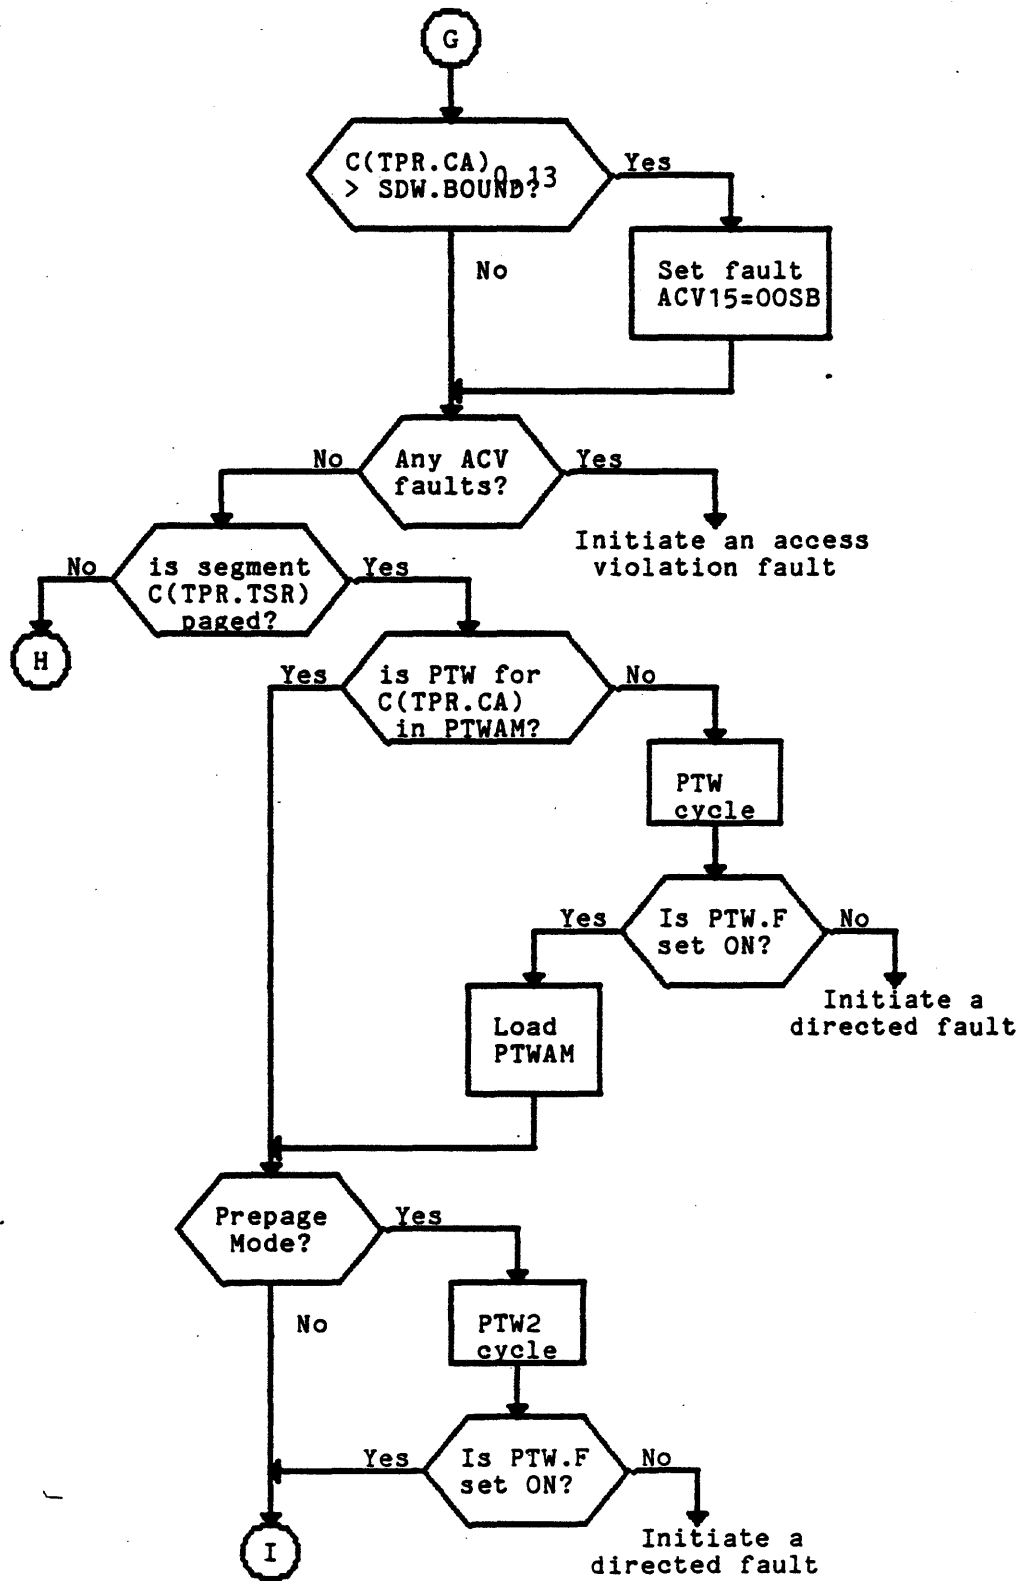 G
C(TPR.CA)0,13
> SDW.BOUND?
Yes
No
Set fault
ACV15=OOSB
No
Any ACV
faults?
Yes
Initiate an access
violation fault
No
is segment
C(TPR.TSR)
paged?
Yes
H
Yes
is PTW for
C(TPR.CA)
in PTWAM?
No
PTW
cycle
Yes
Is PTW.F
set ON?
No
Initiate a
directed fault
Load
PTWAM
Prepage
Mode?
Yes
No
PTW2
cycle
Yes
Is PTW.F
set ON?
No
Initiate a
directed fault
I